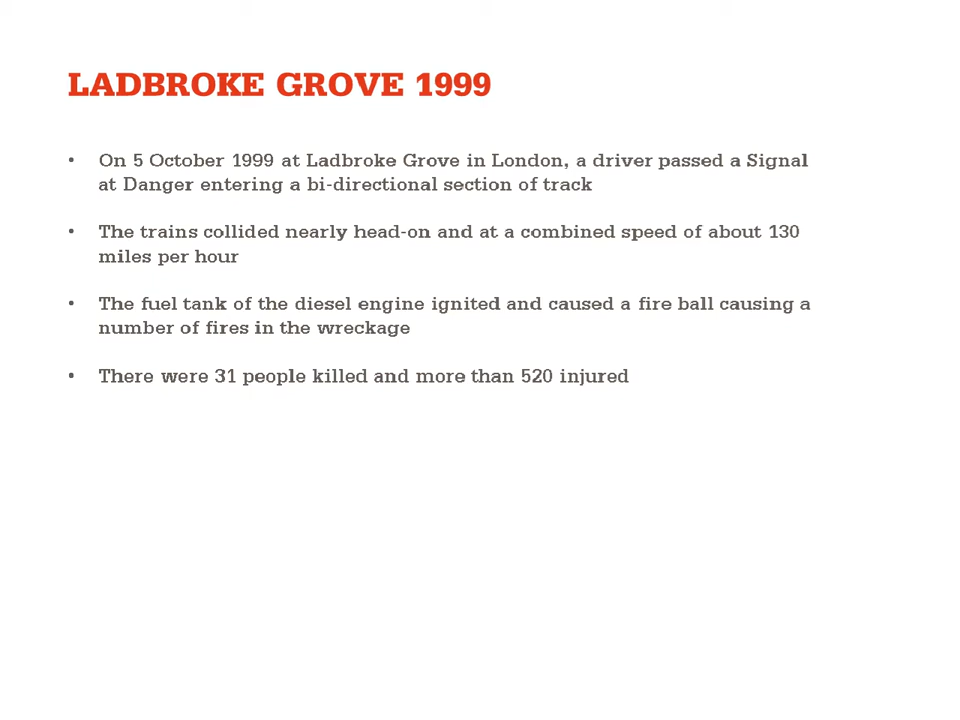 LADBROKE GROVE 1999
• On 5 October 1999 at Ladbroke Grove in London, a driver passed a Signal
at Danger entering a bi-directional section of track
• The trains collided nearly head-on and at a combined speed of about 130
miles per hour
• The fuel tank of the diesel engine ignited and caused a fire ball causing a
number of fires in the wreckage
• There were 31 people killed and more than 520 injured